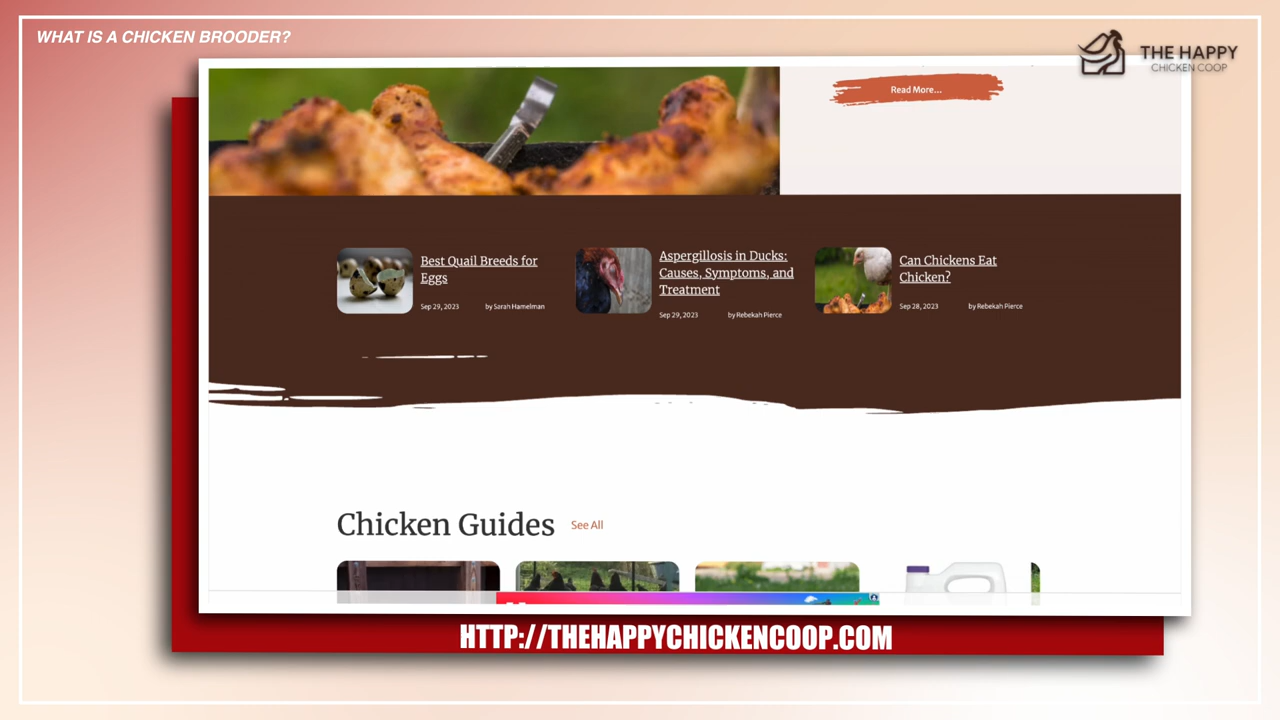 WHAT IS A CHICKEN BROODER?
THE HAPPY
CHICKEN COOP
Read More...
Best Quail Breeds for
Eggs
Sep 29, 2023 by Sarah Hamelman
Aspergillosis in Ducks:
Causes, Symptoms, and
Treatment
Sep 29, 2023 by Rebekah Pierce
Can Chickens Eat
Chicken?
Sep 28, 2023 by Rebekah Pierce
Chicken Guides See All
HTTP://THEHAPPYCHICKENCOOP.COM